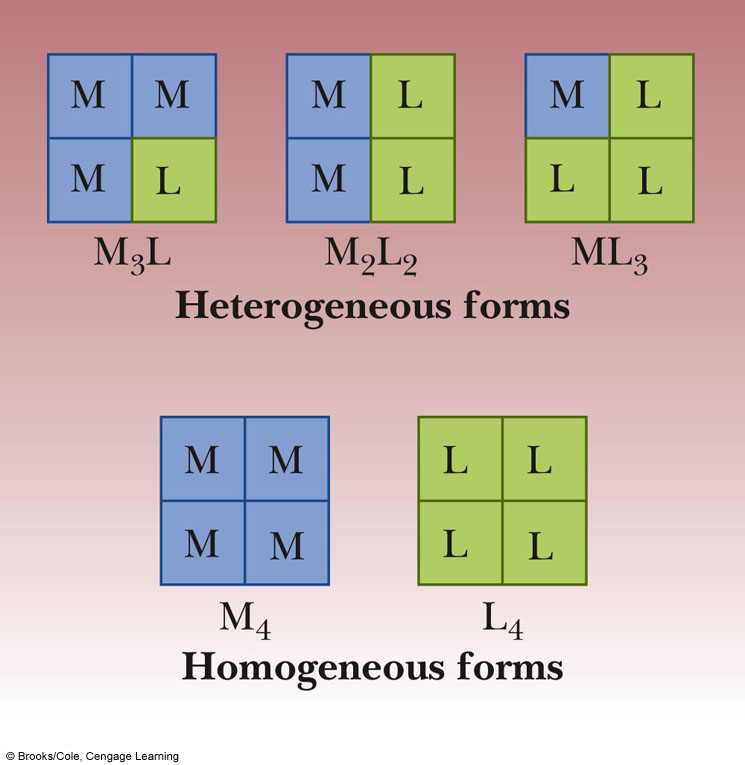 M M M L M L
M L M L L L
M₃L M₂L₂ ML₃
Heterogeneous forms
M M L L
M M L L
M₄ L₄
Homogeneous forms
© Brooks/Cole, Cengage Learning